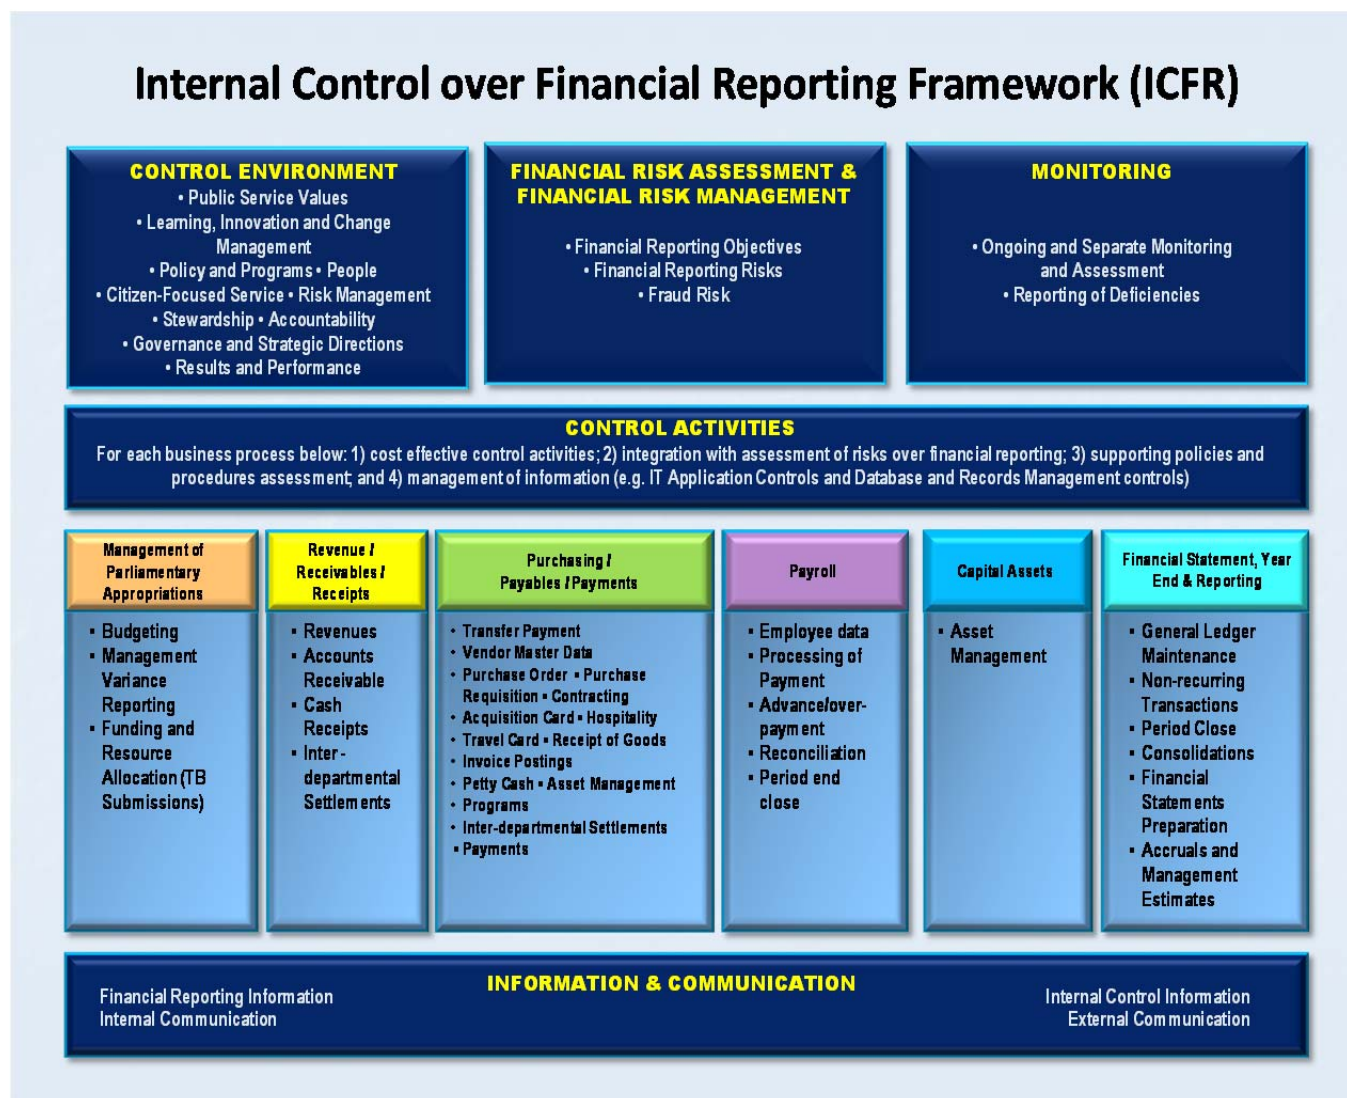 Internal Control over Financial Reporting Framework (ICFR)
CONTROL ENVIRONMENT
• Public Service Values
• Learning, Innovation and Change
Management
• Policy and Programs • People
• Citizen-Focused Service • Risk Management
• Stewardship • Accountability
• Governance and Strategic Directions
• Results and Performance
FINANCIAL RISK ASSESSMENT &
FINANCIAL RISK MANAGEMENT
• Financial Reporting Objectives
• Financial Reporting Risks
• Fraud Risk
MONITORING
• Ongoing and Separate Monitoring
and Assessment
• Reporting of Deficiencies
CONTROL ACTIVITIES
For each business process below: 1) cost effective control activities; 2) integration with assessment of risks over financial reporting; 3) supporting policies and
procedures assessment; and 4) management of information (e.g. IT Application Controls and Database and Records Management controls)
Management of
Parliamentary
Appropriations
▪ Budgeting
▪ Management
Variance
Reporting
▪ Funding and
Resource
Allocation (TB
Submissions)
Revenue /
Receivables /
Receipts
▪ Revenues
▪ Accounts
Receivable
▪ Cash
Receipts
▪ Inter-
departmental
Settlements
Purchasing /
Payables / Payments
• Transfer Payment
• Vendor Master Data
• Purchase Order ▪ Purchase
Requisition ▪ Contracting
• Acquisition Card ▪ Hospitality
• Travel Card ▪ Receipt of Goods
• Invoice Postings
• Petty Cash ▪ Asset Management
• Programs
• Inter-departmental Settlements
▪ Payments
Payroll
▪ Employee data
▪ Processing of
Payment
▪ Advance/over-
payment
▪ Reconciliation
▪ Period end
close
Capital Assets
▪ Asset
Management
Financial Statement, Year
End & Reporting
▪ General Ledger
Maintenance
▪ Non-recurring
Transactions
▪ Period Close
▪ Consolidations
▪ Financial
Statements
Preparation
▪ Accruals and
Management
Estimates
INFORMATION & COMMUNICATION
Financial Reporting Information
Internal Communication
Internal Control Information
External Communication